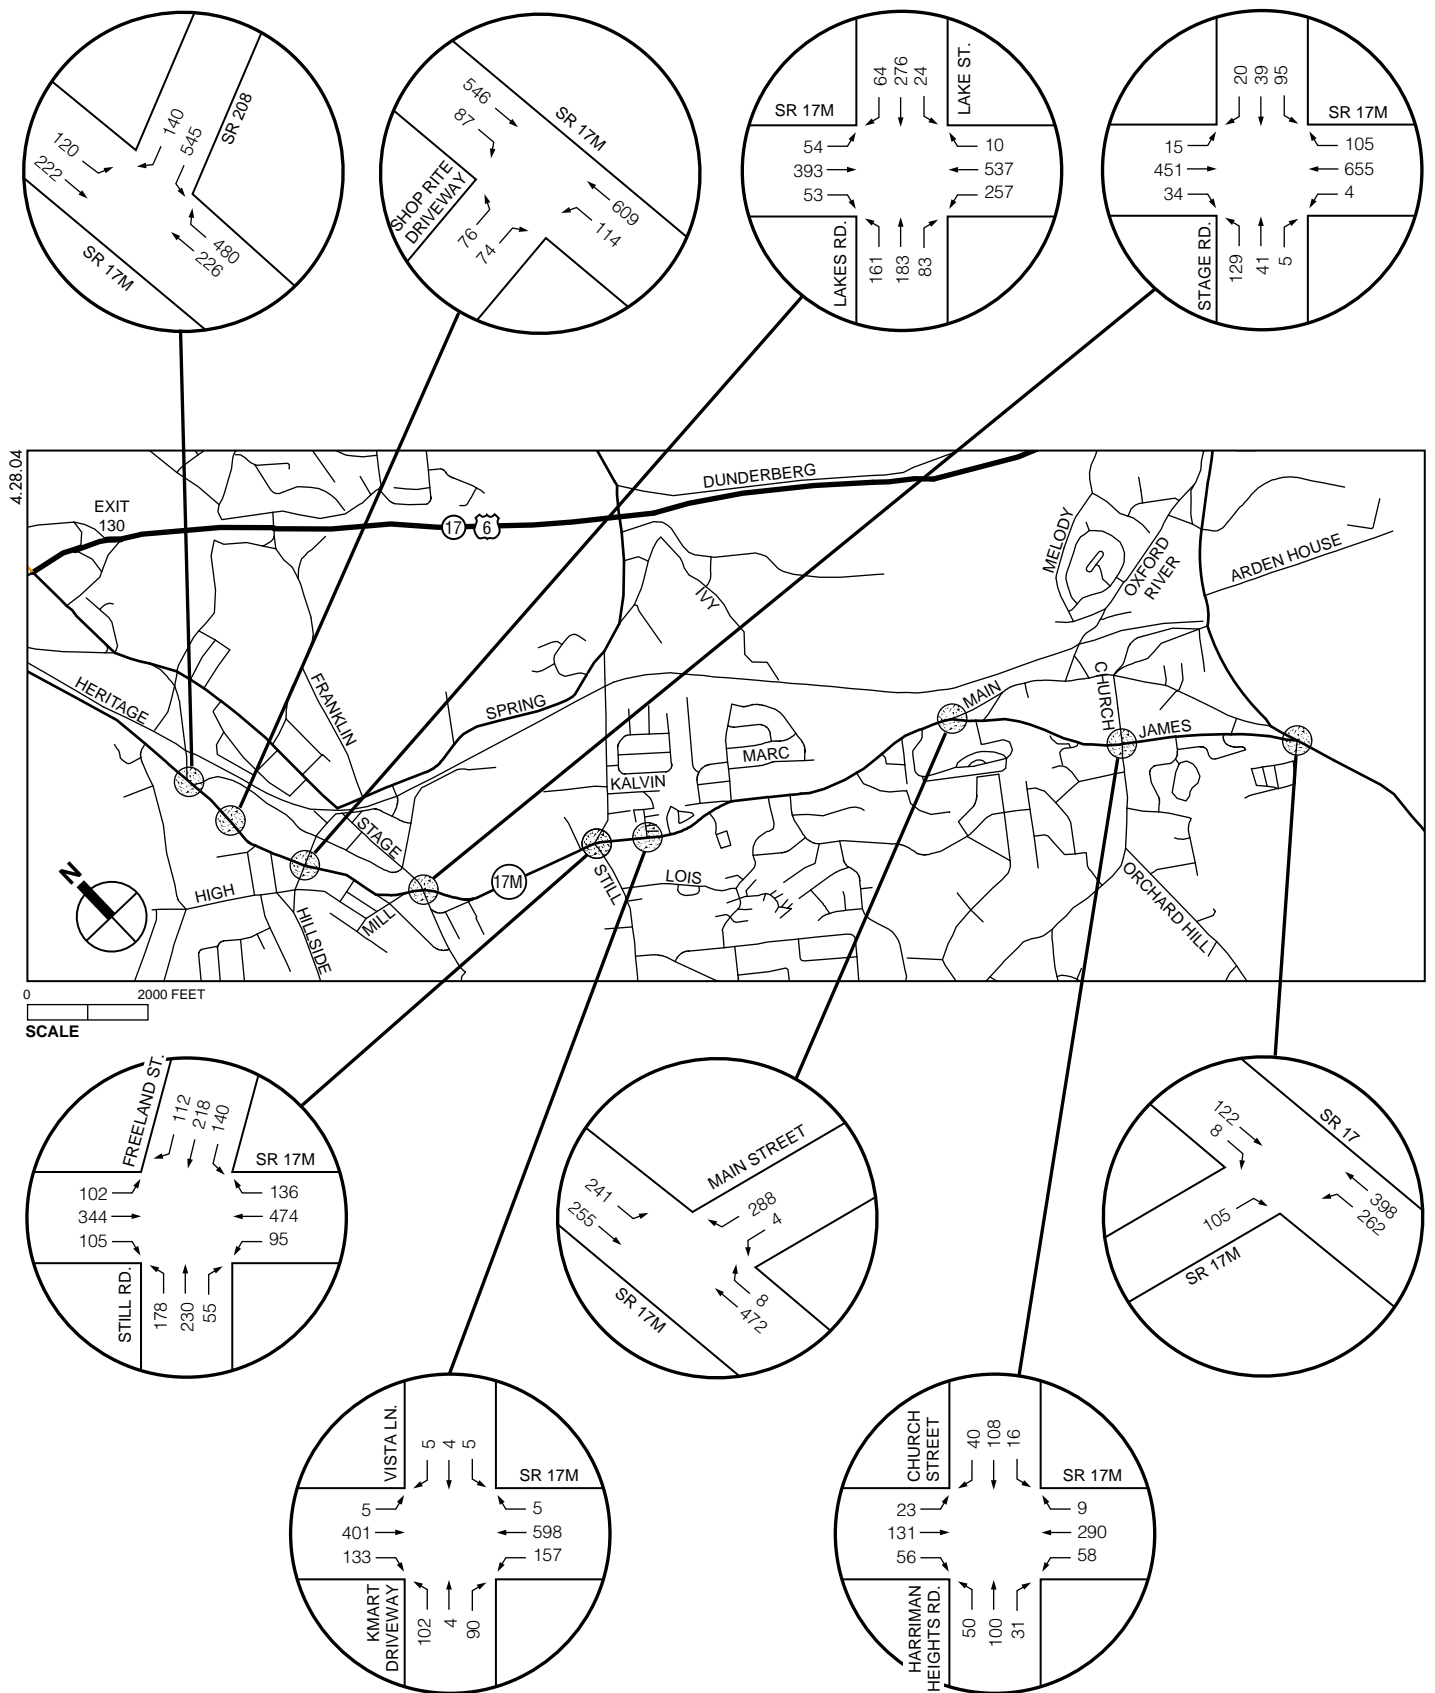 120
222
140
545
SR 208
480
226
SR 17M
546
87
SR 17M
SHOP RITE
DRIVEWAY
76
74
609
114
SR 17M
64
276
24
LAKE ST.
54
393
53
10
537
257
LAKES RD.
161
183
83
20
39
95
SR 17M
15
451
34
105
655
4
STAGE RD.
129
41
5
4.28.04
EXIT
130
17
6
DUNDERBERG
MELODY
OXFORD
RIVER
ARDEN HOUSE
IVY
HERITAGE
FRANKLIN
SPRING
MAIN
CHURCH
JAMES
MARC
KALVIN
STAGE
17M
STILL
LOIS
N
HIGH
HILLSIDE
MILL
ORCHARD HILL
0
2000 FEET
SCALE
FREELAND ST.
112
218
140
SR 17M
102
344
105
136
474
95
STILL RD.
178
230
55
241
255
MAIN STREET
288
4
8
472
SR 17M
122
8
SR 17
398
262
105
SR 17M
VISTA LN.
5
4
5
SR 17M
5
401
133
5
598
157
KMART
DRIVEWAY
102
4
90
CHURCH
STREET
40
108
16
SR 17M
23
131
56
9
290
58
HARRIMAN
HEIGHTS RD.
50
100
31